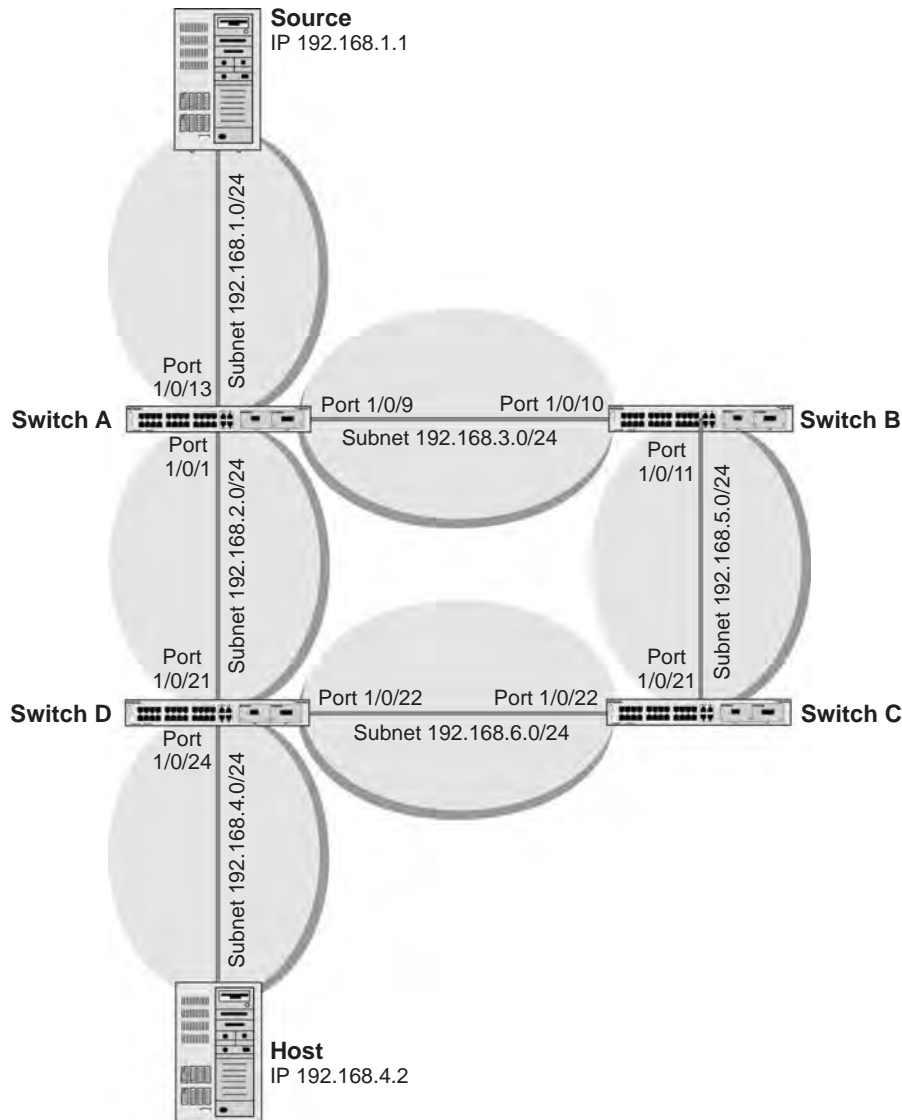 Source
IP 192.168.1.1
Subnet 192.168.1.0/24
Port
1/0/13
Switch A
Port 1/0/9
Port 1/0/10
Switch B
Subnet 192.168.3.0/24
Port
1/0/1
Port
1/0/11
Subnet 192.168.2.0/24
Subnet 192.168.5.0/24
Port
1/0/21
Port
1/0/21
Switch D
Port 1/0/22
Port 1/0/22
Switch C
Subnet 192.168.6.0/24
Port
1/0/24
Subnet 192.168.4.0/24
Host
IP 192.168.4.2